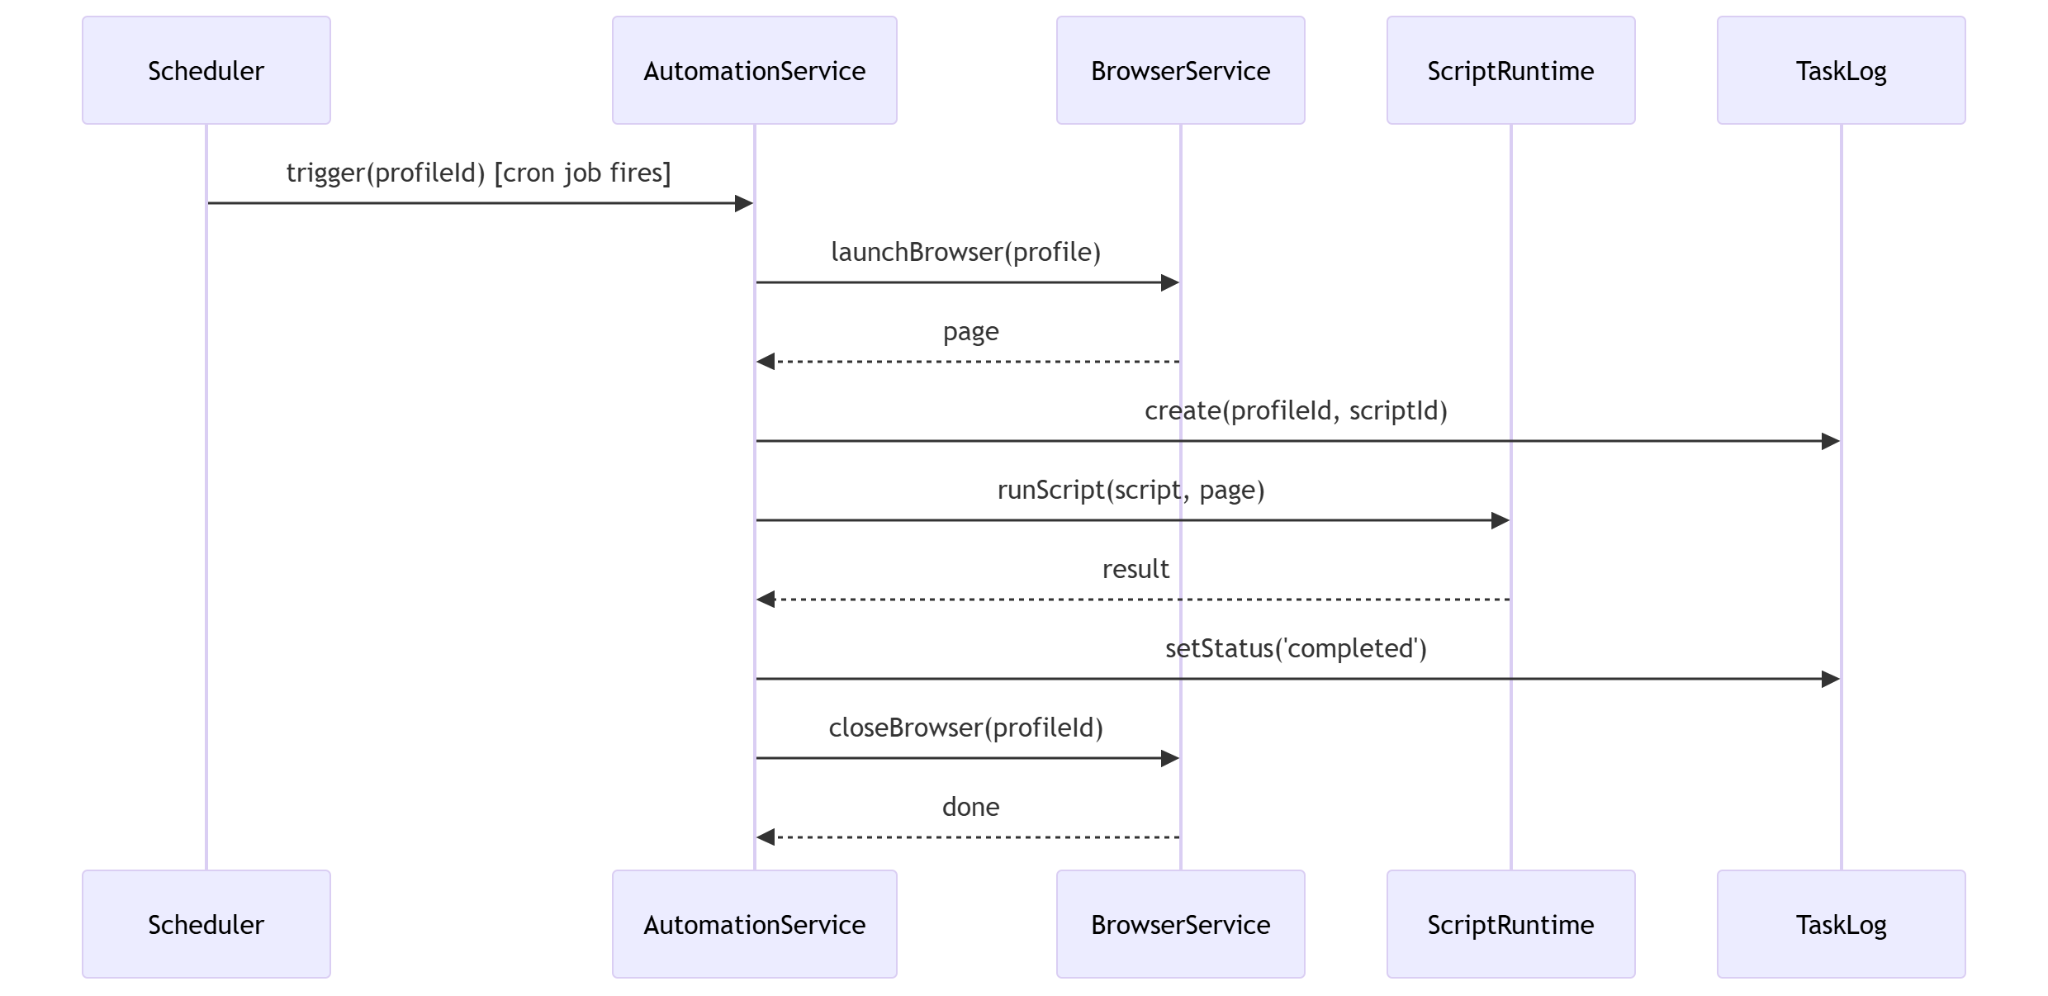 Scheduler
AutomationService
BrowserService
ScriptRuntime
TaskLog
trigger(profileId) [cron job fires]
launchBrowser(profile)
page
create(profileId, scriptId)
runScript(script, page)
result
setStatus('completed')
closeBrowser(profileId)
done
Scheduler
AutomationService
BrowserService
ScriptRuntime
TaskLog